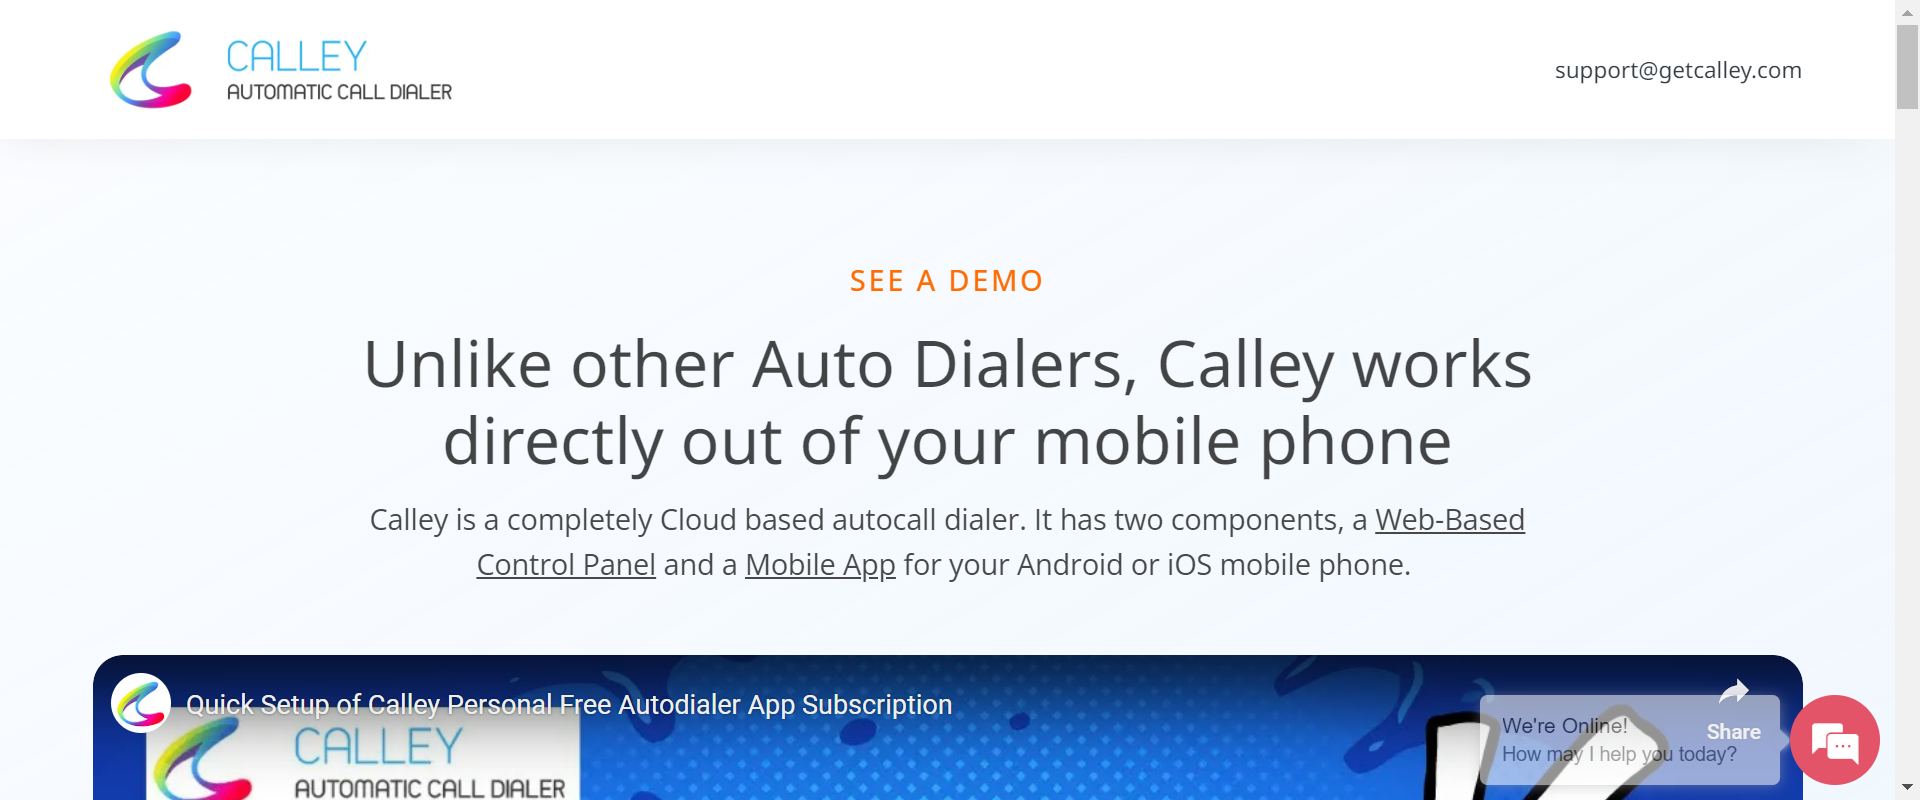 CALLEY
AUTOMATIC CALL DIALER
support@getcalley.com
SEE A DEMO
Unlike other Auto Dialers, Calley works
directly out of your mobile phone
Calley is a completely Cloud based autocall dialer. It has two components, a Web-Based
Control Panel and a Mobile App for your Android or iOS mobile phone.
Quick Setup of Calley Personal Free Autodialer App Subscription
CALLEY
AUTOMATIC CALL DIALER
Share
We're Online!
How may I help you today?